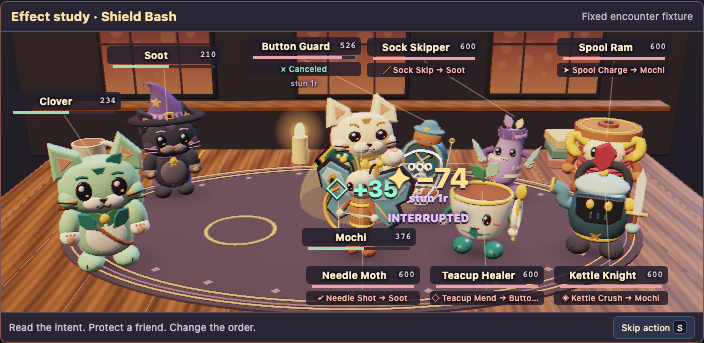 Effect study · Shield Bash
Fixed encounter fixture
Soot 210
Button Guard 526
× Canceled
stun 1r
Sock Skipper 600
⟋ Sock Skip → Soot
Spool Ram 600
➤ Spool Charge → Mochi
Clover 234
◇ +35
✦ −74
stun 1r
INTERRUPTED
Mochi 376
Needle Moth 600
✔ Needle Shot → Soot
Teacup Healer 600
◇ Teacup Mend → Butto…
Kettle Knight 600
◈ Kettle Crush → Mochi
Read the intent. Protect a friend. Change the order.
Skip action S